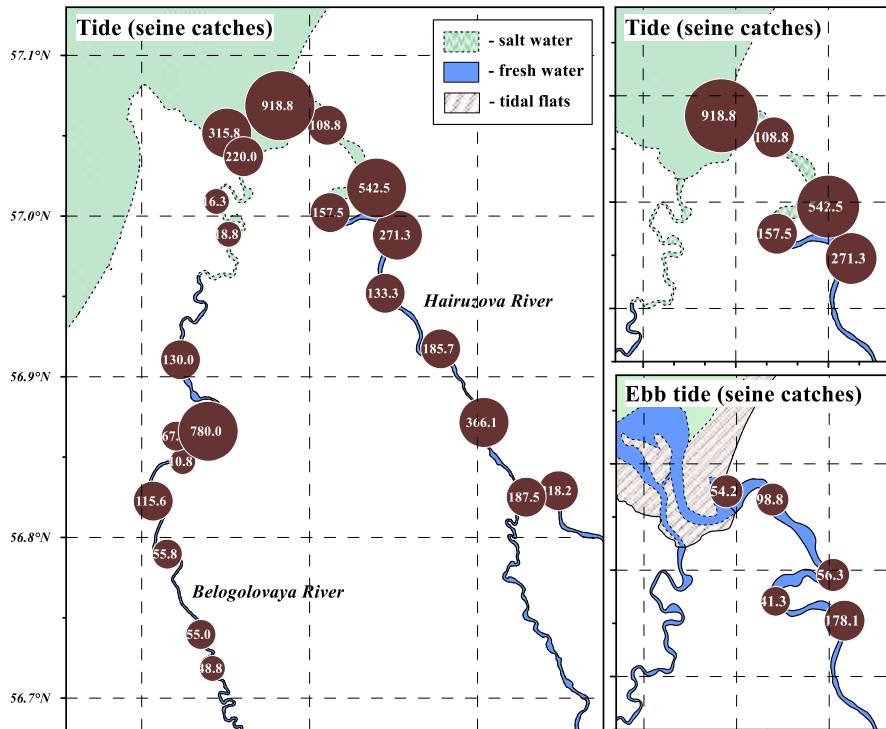 Tide (seine catches)
- salt water
- fresh water
- tidal flats
57.1°N
57.0°N
56.9°N
56.8°N
56.7°N
918.8
315.8
108.8
220.0
16.3
542.5
157.5
18.8
271.3
133.3
Hairuzova River
185.7
130.0
366.1
780.0
67.
10.8
115.6
187.5
18.2
55.8
Belogolovaya River
55.0
48.8
Tide (seine catches)
918.8
108.8
542.5
157.5
271.3
Ebb tide (seine catches)
54.2
98.8
56.3
41.3
178.1